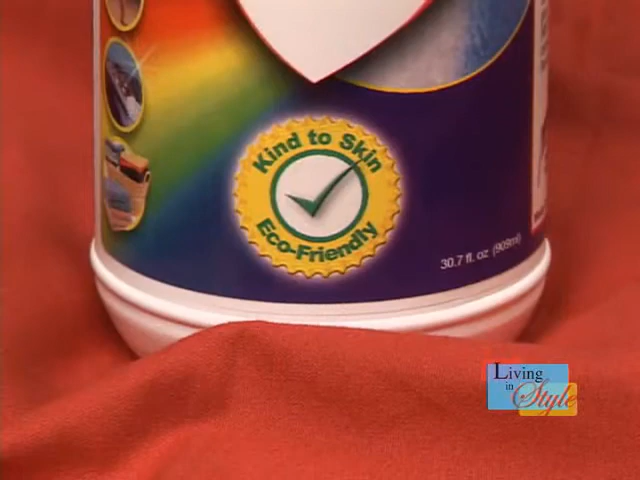 Kind to Skin
Eco-Friendly
30.7 fl. oz (909ml)
Living
in
Style